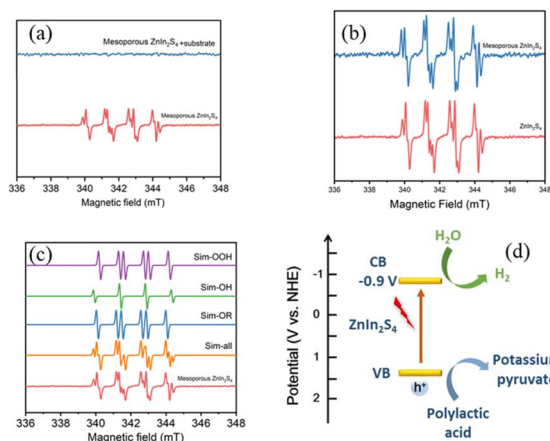 (a)
Mesoporous ZnIn₂S₄ +substrate
Mesoporous ZnIn₂S₄
336 338 340 342 344 346 348
Magnetic field (mT)
(b)
Mesoporous ZnIn₂S₄
ZnIn₂S₄
336 338 340 342 344 346 348
Magnetic Field (mT)
(c)
Sim-OOH
Sim-OH
Sim-OR
Sim-all
Mesoporous ZnIn₂S₄
336 338 340 342 344 346 348
Magnetic field (mT)
(d)
Potential (V vs. NHE)
-1
0
1
2
CB
-0.9 V
H₂O
H₂
ZnIn₂S₄
VB
h⁺
Potassium
pyruvate
Polylactic
acid